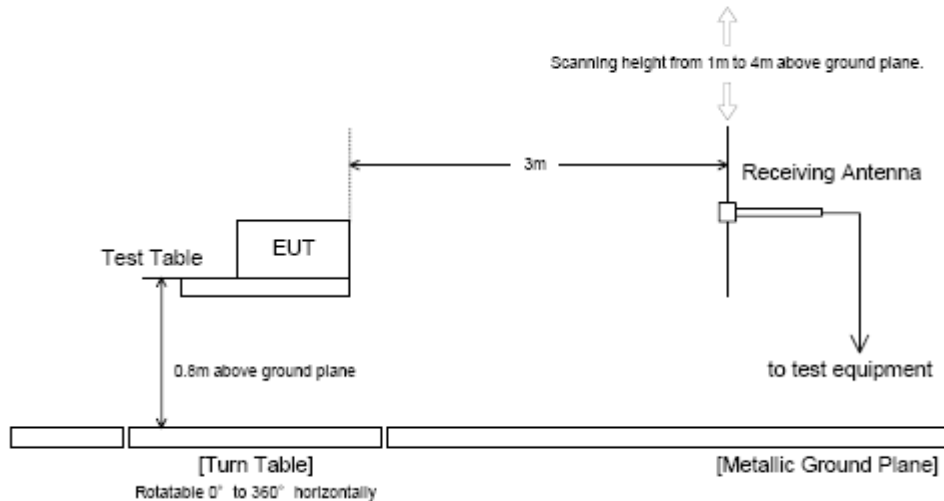 Scanning height from 1m to 4m above ground plane.
3m
Receiving Antenna
EUT
Test Table
0.8m above ground plane
to test equipment
[Turn Table]
[Metallic Ground Plane]
Rotatable 0° to 360° horizontally